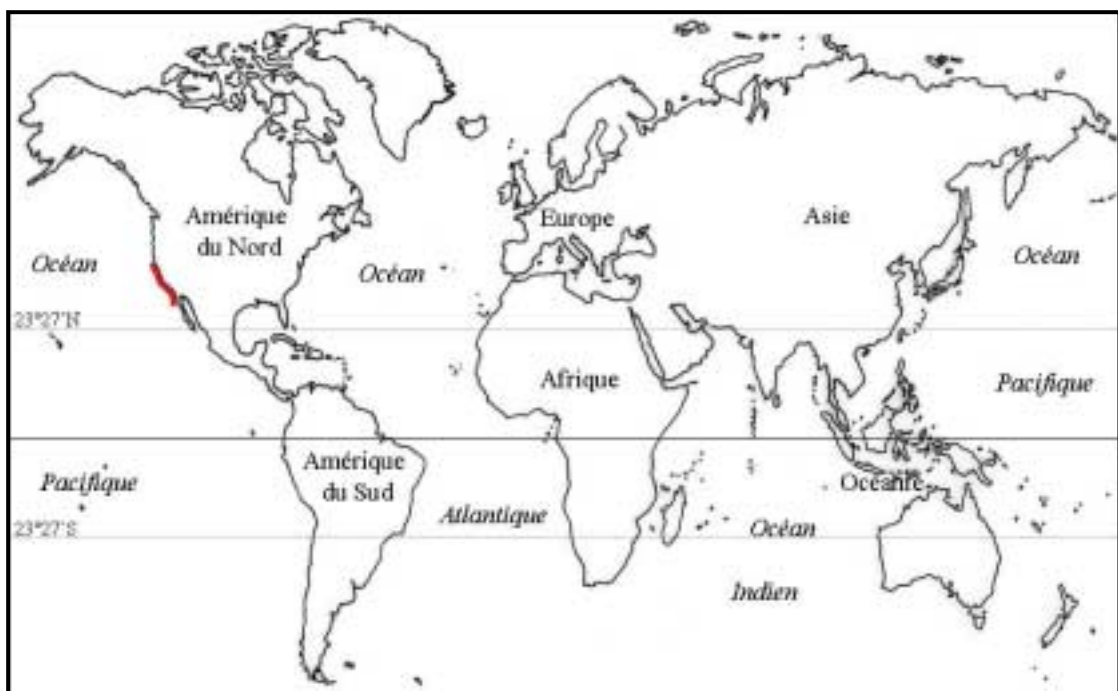 Amérique
du Nord
Europe
Asie
Océan
Océan
Océan
23°27'N
Afrique
Pacifique
Amérique
du Sud
Pacifique
Océanie
Atlantique
23°27'S
Océan
Indien